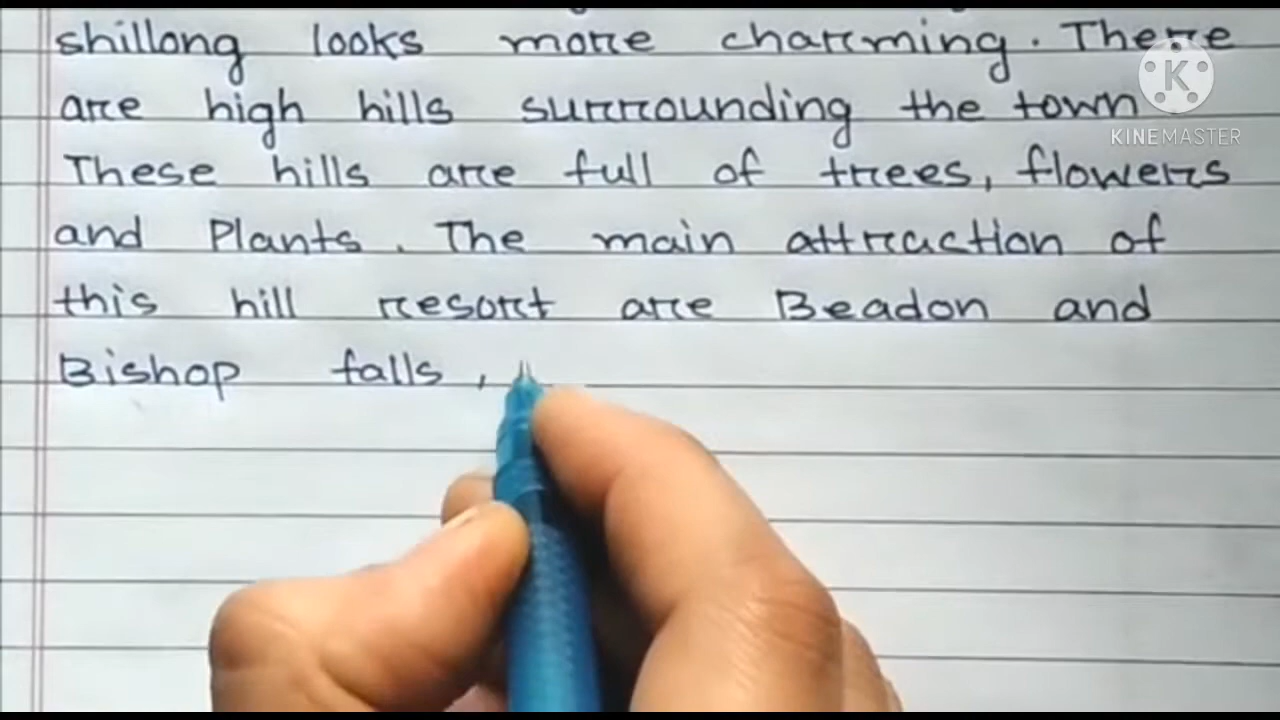 shillong looks more charming. There
are high hills surrounding the town
These hills are full of trees, flowers
and Plants. The main attraction of
this hill resort are Beadon and
Bishop falls,
K
KINEMASTER